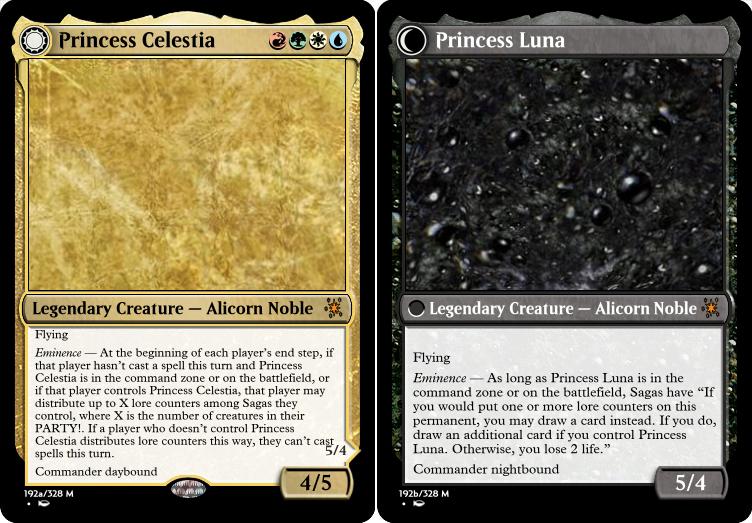 Princess Celestia
Legendary Creature — Alicorn Noble
Flying
Eminence — At the beginning of each player's end step, if
that player hasn't cast a spell this turn and Princess
Celestia is in the command zone or on the battlefield, or
if that player controls Princess Celestia, that player may
distribute up to X lore counters among Sagas they
control, where X is the number of creatures in their
PARTY!. If a player who doesn't control Princess
Celestia distributes lore counters this way, they can't cast
spells this turn.
5/4
Commander daybound
4/5
192a/328 M
Princess Luna
Legendary Creature — Alicorn Noble
Flying
Eminence — As long as Princess Luna is in the
command zone or on the battlefield, Sagas have “If
you would put one or more lore counters on this
permanent, you may draw a card instead. If you do,
draw an additional card if you control Princess
Luna. Otherwise, you lose 2 life.”
Commander nightbound
5/4
192b/328 M